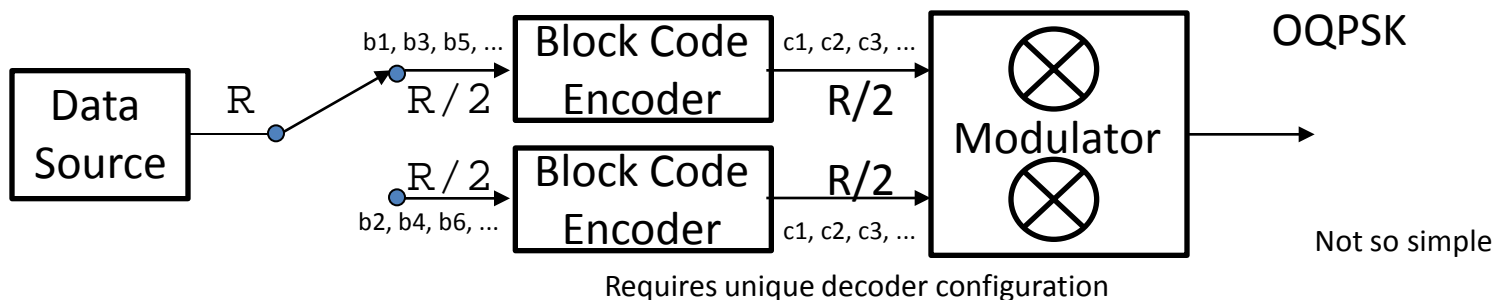 OQPSK
b1, b3, b5, ...
Block Code
Encoder
c1, c2, c3, ...
R/2
R/2
Data
Source
R
Modulator
R/2
b2, b4, b6, ...
Block Code
Encoder
R/2
c1, c2, c3, ...
Not so simple
Requires unique decoder configuration